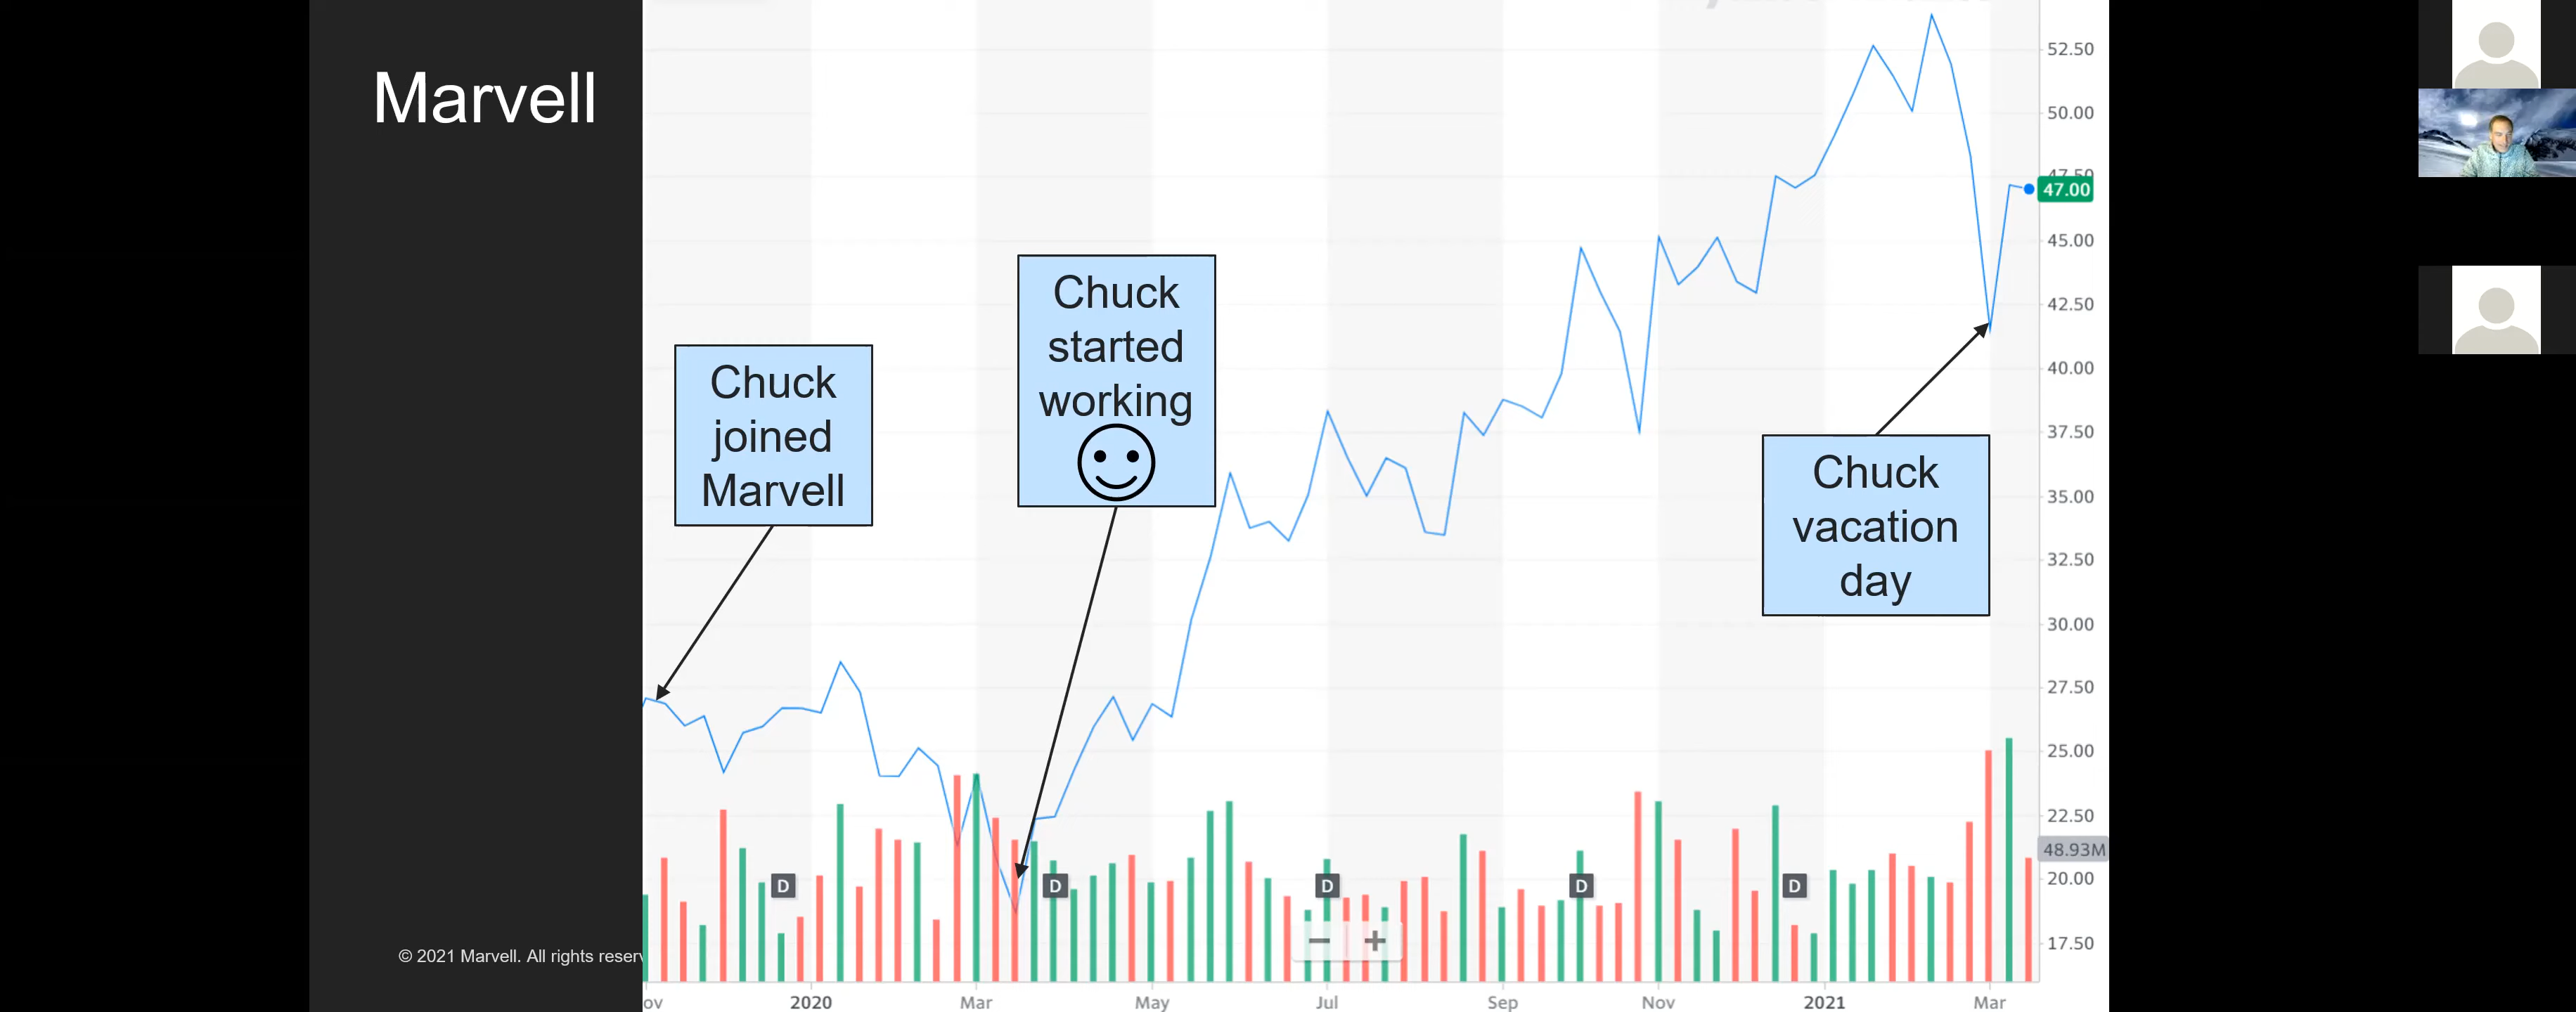 Marvell
Chuck
joined
Marvell
Chuck
started
working
Chuck
vacation
day
52.50
50.00
47.00
45.00
42.50
40.00
37.50
35.00
32.50
30.00
27.50
25.00
22.50
48.93M
20.00
17.50
D
D
D
D
D
− +
ov
2020
Mar
May
Jul
Sep
Nov
2021
Mar
© 2021 Marvell. All rights reserv